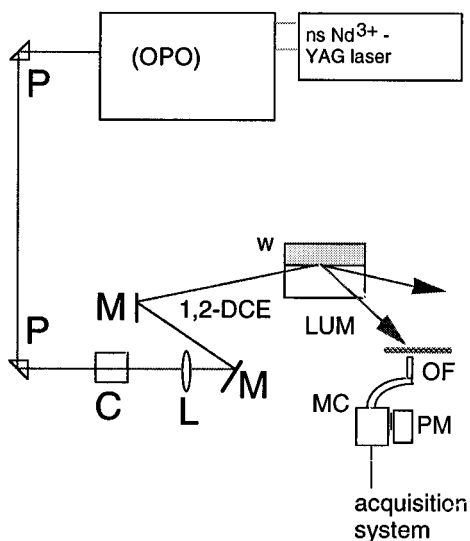 (OPO)
ns Nd3+ -
YAG laser
P
w
M
1,2-DCE
LUM
P
C
L
M
OF
MC
PM
acquisition
system